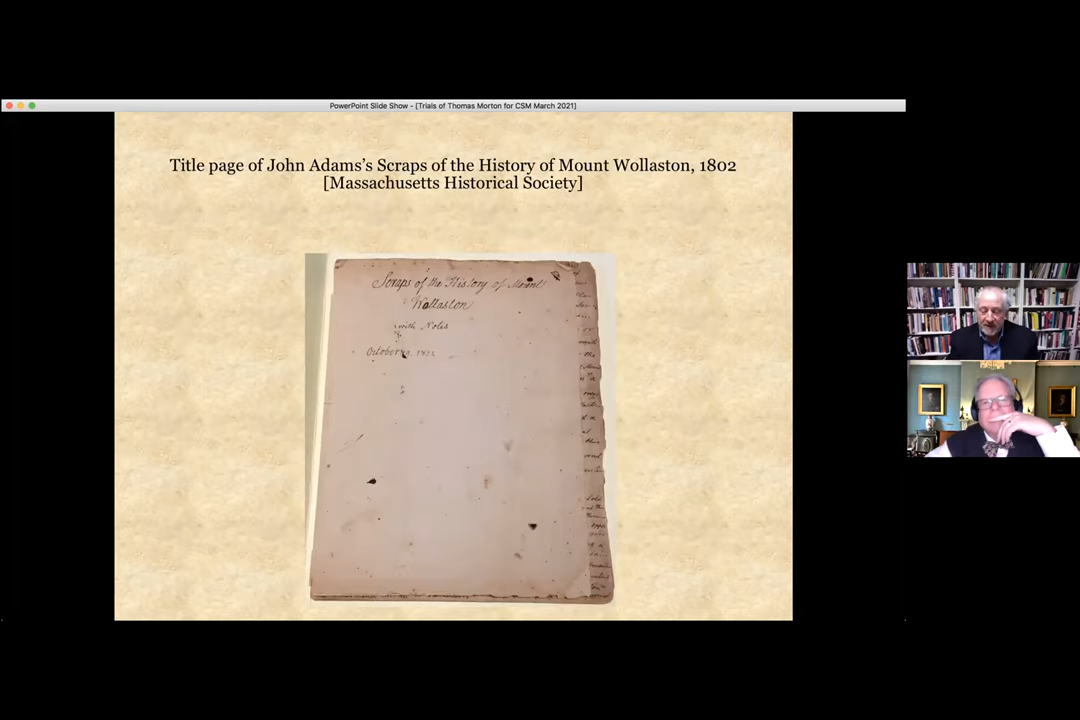 PowerPoint Slide Show - [Trials of Thomas Morton for CSM March 2021]
Title page of John Adams's Scraps of the History of Mount Wollaston, 1802
[Massachusetts Historical Society]
Scraps of the History of Mount
Wollaston
with Notes
October